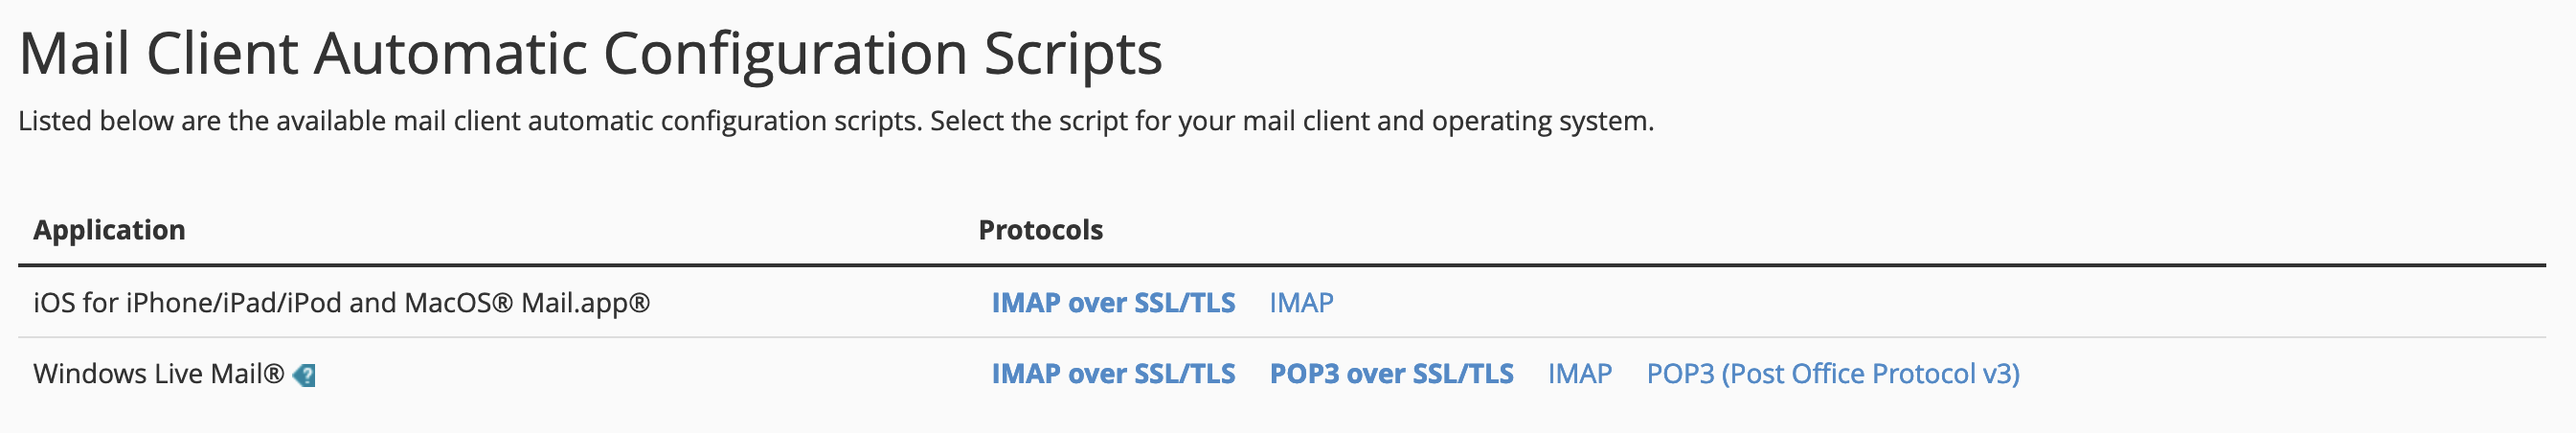 Mail Client Automatic Configuration Scripts
Listed below are the available mail client automatic configuration scripts. Select the script for your mail client and operating system.
Application Protocols
iOS for iPhone/iPad/iPod and MacOS® Mail.app® IMAP over SSL/TLS IMAP
Windows Live Mail® ? IMAP over SSL/TLS POP3 over SSL/TLS IMAP POP3 (Post Office Protocol v3)